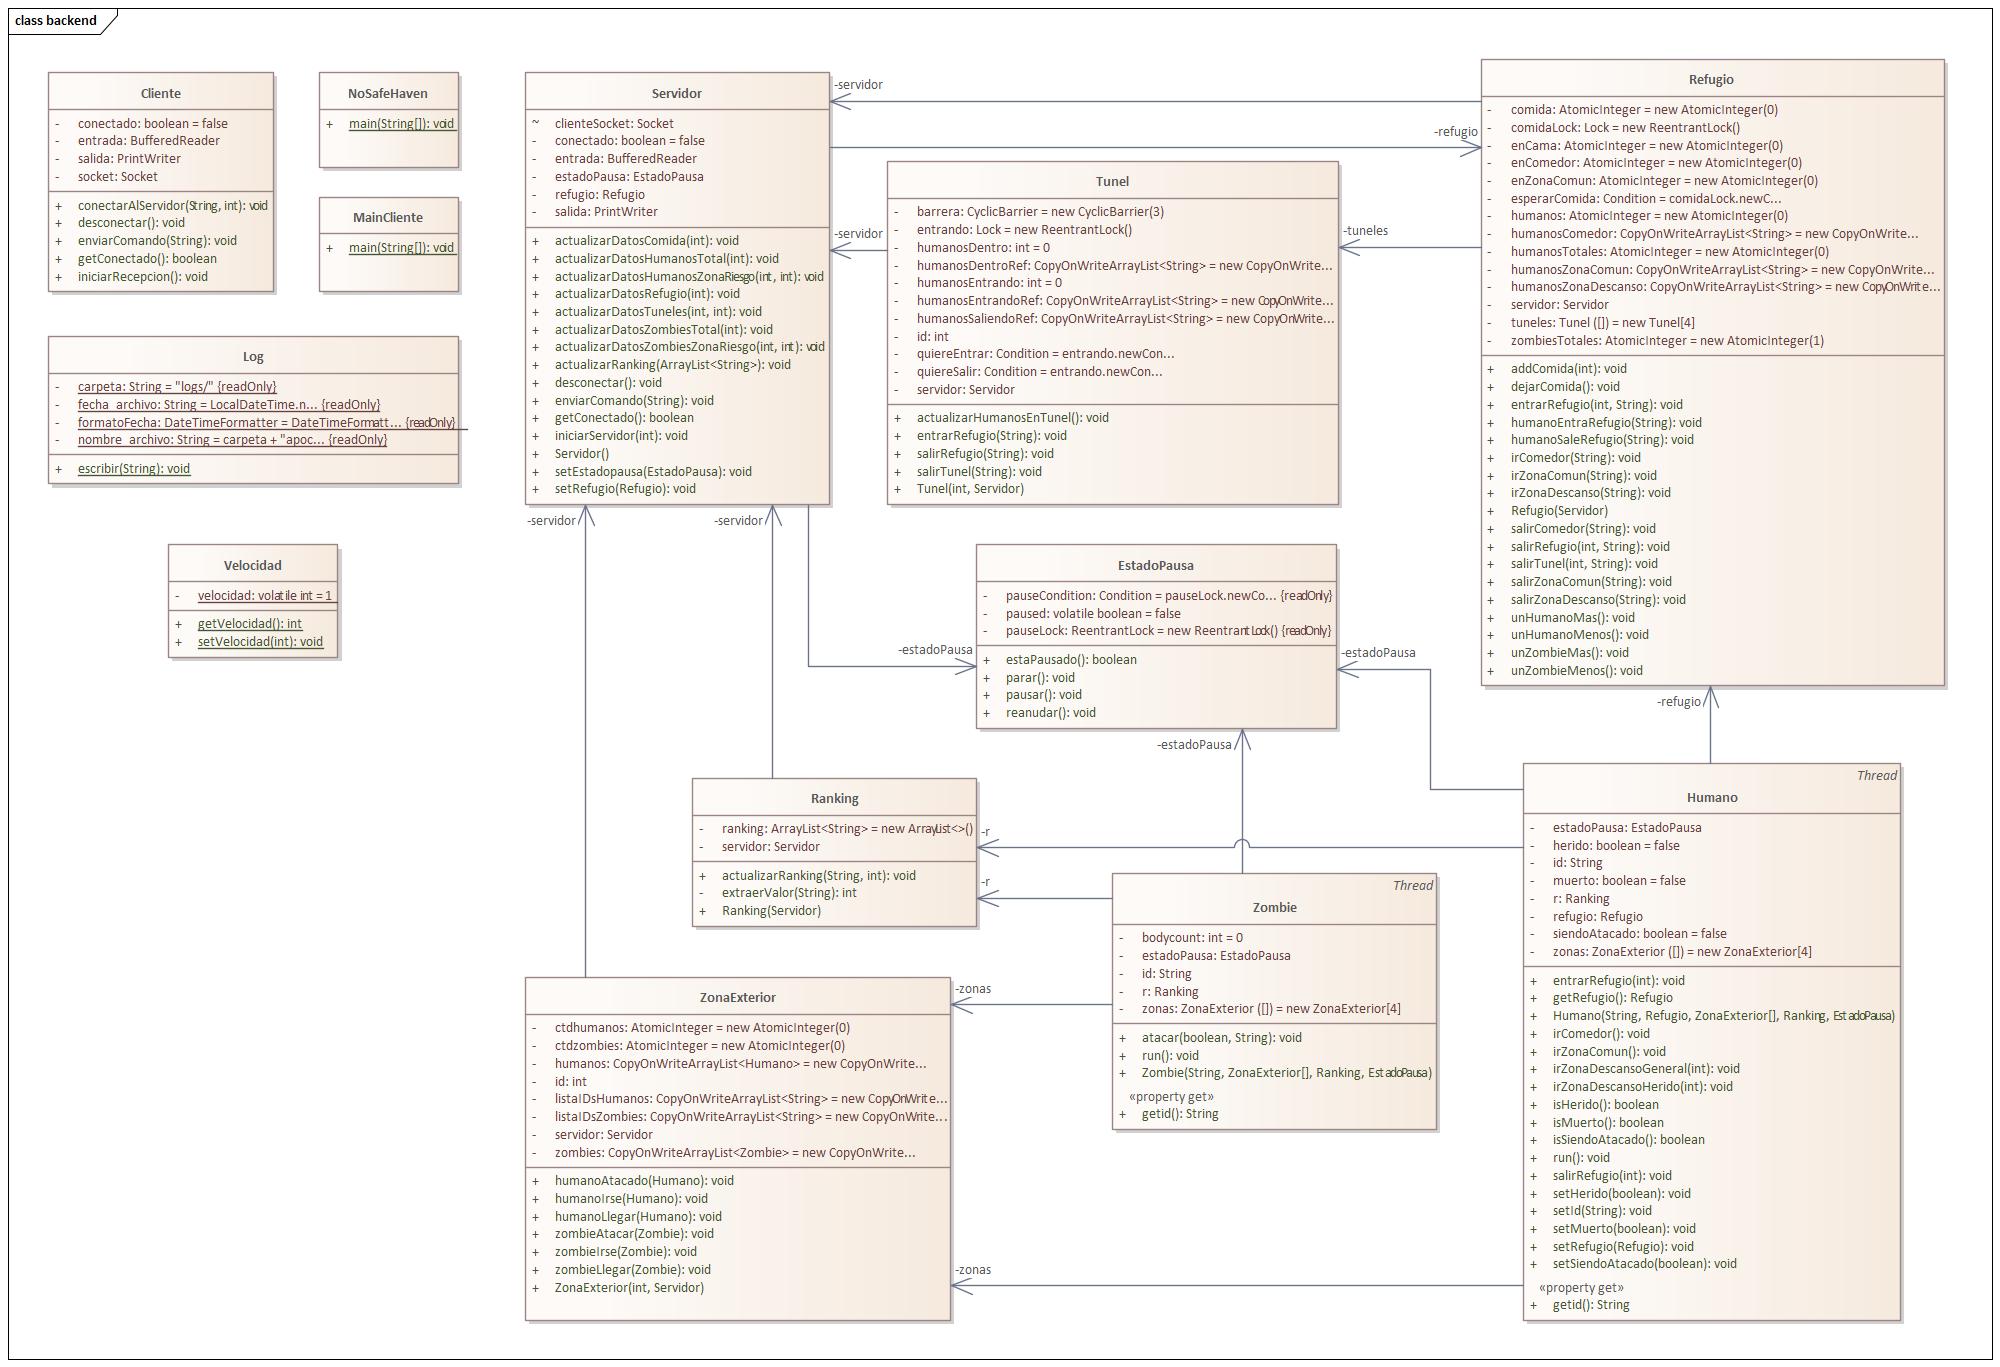 class backend
Cliente
- conectado: boolean = false
- entrada: BufferedReader
- salida: PrintWriter
- socket: Socket
+ conectarAlServidor(String, int): void
+ desconectar(): void
+ enviarComando(String): void
+ getConectado(): boolean
+ iniciarRecepcion(): void
NoSafeHaven
+ main(String[]): void
MainCliente
+ main(String[]): void
Log
- carpeta: String = "logs/" {readOnly}
- fecha_archivo: String = LocalDateTime.n... {readOnly}
- formatoFecha: DateTimeFormatter = DateTimeFormatt... {readOnly}
- nombre_archivo: String = carpeta + "apoc... {readOnly}
+ escribir(String): void
Velocidad
- velocidad: volatile int = 1
+ getVelocidad(): int
+ setVelocidad(int): void
Servidor
~ clienteSocket: Socket
- conectado: boolean = false
- entrada: BufferedReader
- estadoPausa: EstadoPausa
- refugio: Refugio
- salida: PrintWriter
+ actualizarDatosComida(int): void
+ actualizarDatosHumanosTotal(int): void
+ actualizarDatosHumanosZonaRiesgo(int, int): void
+ actualizarDatosRefugio(int): void
+ actualizarDatosTuneles(int, int): void
+ actualizarDatosZombiesTotal(int): void
+ actualizarDatosZombiesZonaRiesgo(int, int): void
+ actualizarRanking(ArrayList<String>): void
+ desconectar(): void
+ enviarComando(String): void
+ getConectado(): boolean
+ iniciarServidor(int): void
+ Servidor()
+ setEstadopausa(EstadoPausa): void
+ setRefugio(Refugio): void
-servidor
-refugio
-servidor
-tuneles
-servidor
-servidor
Tunel
- barrera: CyclicBarrier = new CyclicBarrier(3)
- entrando: Lock = new ReentrantLock()
- humanosDentro: int = 0
- humanosDentroRef: CopyOnWriteArrayList<String> = new CopyOnWrite...
- humanosEntrando: int = 0
- humanosEntrandoRef: CopyOnWriteArrayList<String> = new CopyOnWrite...
- humanosSaliendoRef: CopyOnWriteArrayList<String> = new CopyOnWrite...
- id: int
- quiereEntrar: Condition = entrando.newCon...
- quiereSalir: Condition = entrando.newCon...
- servidor: Servidor
+ actualizarHumanosEnTunel(): void
+ entrarRefugio(String): void
+ salirRefugio(String): void
+ salirTunel(String): void
+ Tunel(int, Servidor)
Refugio
- comida: AtomicInteger = new AtomicInteger(0)
- comidaLock: Lock = new ReentrantLock()
- enCama: AtomicInteger = new AtomicInteger(0)
- enComedor: AtomicInteger = new AtomicInteger(0)
- enZonaComun: AtomicInteger = new AtomicInteger(0)
- esperarComida: Condition = comidaLock.newC...
- humanos: AtomicInteger = new AtomicInteger(0)
- humanosComedor: CopyOnWriteArrayList<String> = new CopyOnWrite...
- humanosTotales: AtomicInteger = new AtomicInteger(0)
- humanosZonaComun: CopyOnWriteArrayList<String> = new CopyOnWrite...
- humanosZonaDescanso: CopyOnWriteArrayList<String> = new CopyOnWrite...
- servidor: Servidor
- tuneles: Tunel ([]) = new Tunel[4]
- zombiesTotales: AtomicInteger = new AtomicInteger(1)
+ addComida(int): void
+ dejarComida(): void
+ entrarRefugio(int, String): void
+ humanoEntraRefugio(String): void
+ humanoSaleRefugio(String): void
+ irComedor(String): void
+ irZonaComun(String): void
+ irZonaDescanso(String): void
+ Refugio(Servidor)
+ salirComedor(String): void
+ salirRefugio(int, String): void
+ salirTunel(int, String): void
+ salirZonaComun(String): void
+ salirZonaDescanso(String): void
+ unHumanoMas(): void
+ unHumanoMenos(): void
+ unZombieMas(): void
+ unZombieMenos(): void
EstadoPausa
- pauseCondition: Condition = pauseLock.newCo... {readOnly}
- paused: volatile boolean = false
- pauseLock: ReentrantLock = new ReentrantLock() {readOnly}
+ estaPausado(): boolean
+ parar(): void
+ pausar(): void
+ reanudar(): void
-estadoPausa
-estadoPausa
-estadoPausa
-refugio
Ranking
- ranking: ArrayList<String> = new ArrayList<>()
- servidor: Servidor
+ actualizarRanking(String, int): void
- extraerValor(String): int
+ Ranking(Servidor)
-r
-r
Thread
Zombie
- bodycount: int = 0
- estadoPausa: EstadoPausa
- id: String
- r: Ranking
- zonas: ZonaExterior ([]) = new ZonaExterior[4]
+ atacar(boolean, String): void
+ run(): void
+ Zombie(String, ZonaExterior[], Ranking, EstadoPausa)
«property get»
+ getid(): String
Thread
Humano
- estadoPausa: EstadoPausa
- herido: boolean = false
- id: String
- muerto: boolean = false
- r: Ranking
- refugio: Refugio
- siendoAtacado: boolean = false
- zonas: ZonaExterior ([]) = new ZonaExterior[4]
+ entrarRefugio(int): void
+ getRefugio(): Refugio
+ Humano(String, Refugio, ZonaExterior[], Ranking, EstadoPausa)
+ irComedor(): void
+ irZonaComun(): void
+ irZonaDescansoGeneral(int): void
+ irZonaDescansoHerido(int): void
+ isHerido(): boolean
+ isMuerto(): boolean
+ isSiendoAtacado(): boolean
+ run(): void
+ salirRefugio(int): void
+ setHerido(boolean): void
+ setId(String): void
+ setMuerto(boolean): void
+ setRefugio(Refugio): void
+ setSiendoAtacado(boolean): void
«property get»
+ getid(): String
ZonaExterior
- ctdhumanos: AtomicInteger = new AtomicInteger(0)
- ctdzombies: AtomicInteger = new AtomicInteger(0)
- humanos: CopyOnWriteArrayList<Humano> = new CopyOnWrite...
- id: int
- listaIDsHumanos: CopyOnWriteArrayList<String> = new CopyOnWrite...
- listaIDsZombies: CopyOnWriteArrayList<String> = new CopyOnWrite...
- servidor: Servidor
- zombies: CopyOnWriteArrayList<Zombie> = new CopyOnWrite...
+ humanoAtacado(Humano): void
+ humanoIrse(Humano): void
+ humanoLlegar(Humano): void
+ zombieAtacar(Zombie): void
+ zombieIrse(Zombie): void
+ zombieLlegar(Zombie): void
+ ZonaExterior(int, Servidor)
-zonas
-zonas